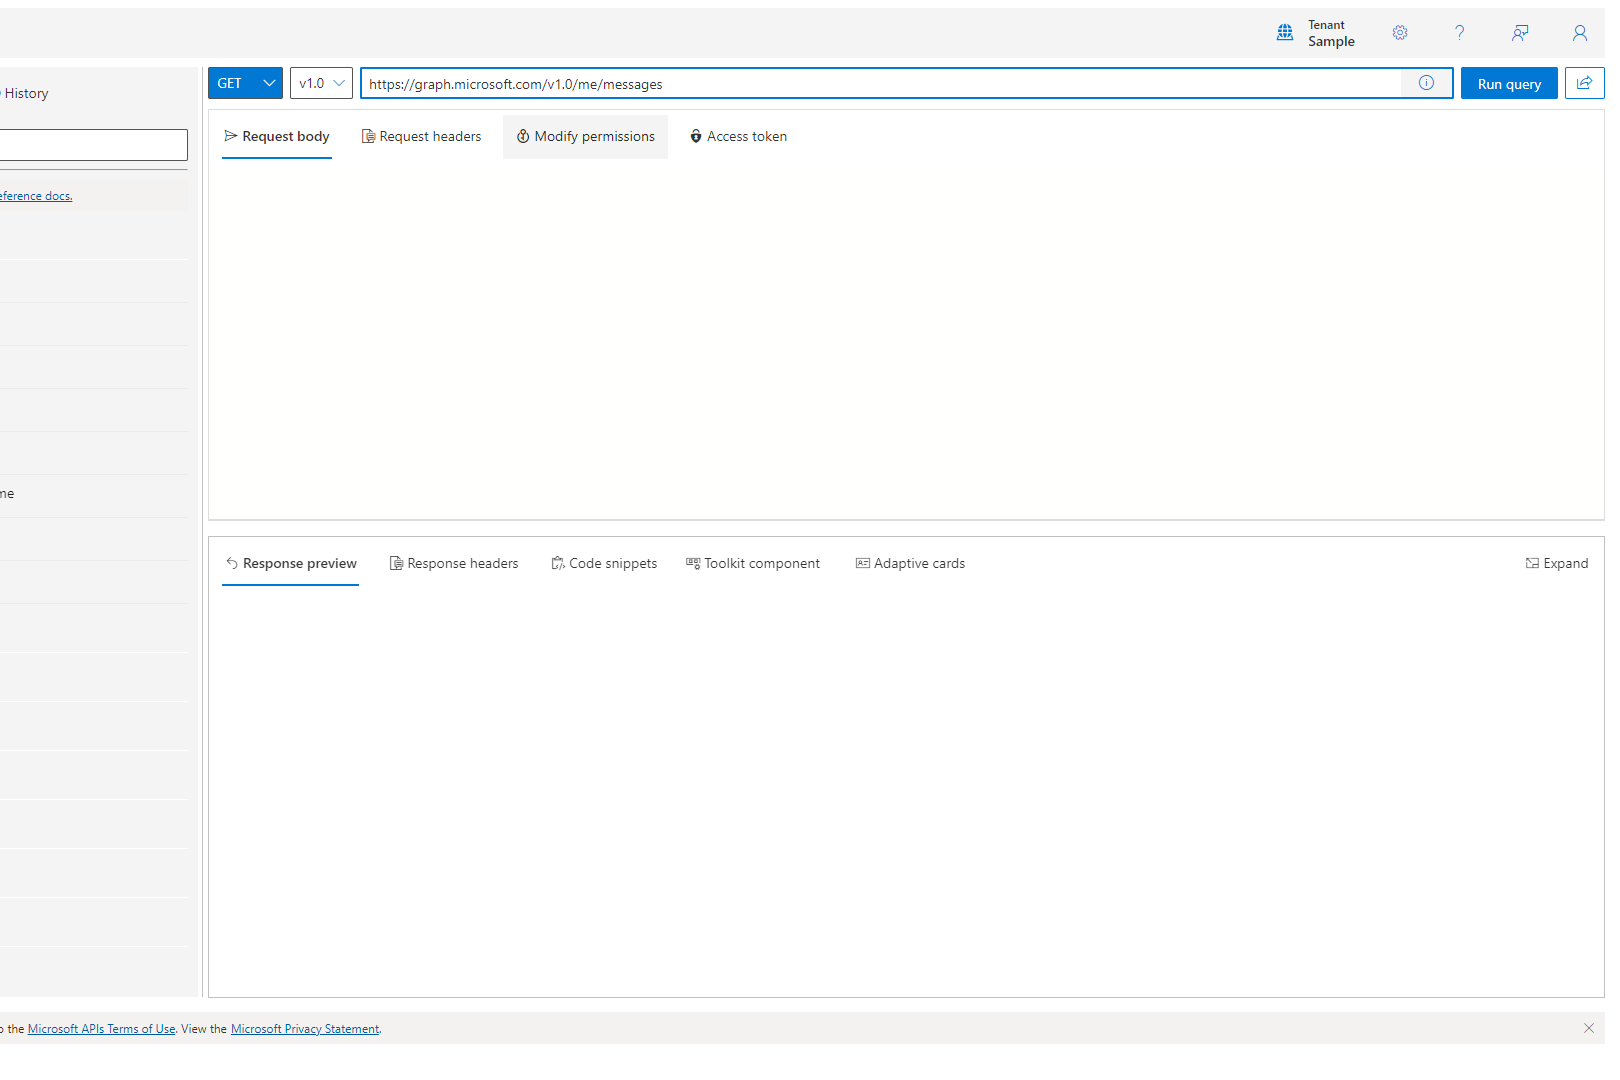 Tenant
Sample
History
GET
v1.0
https://graph.microsoft.com/v1.0/me/messages
Run query
Request body
Request headers
Modify permissions
Access token
eference docs.
me
Response preview
Response headers
Code snippets
Toolkit component
Adaptive cards
Expand
o the Microsoft APIs Terms of Use. View the Microsoft Privacy Statement.